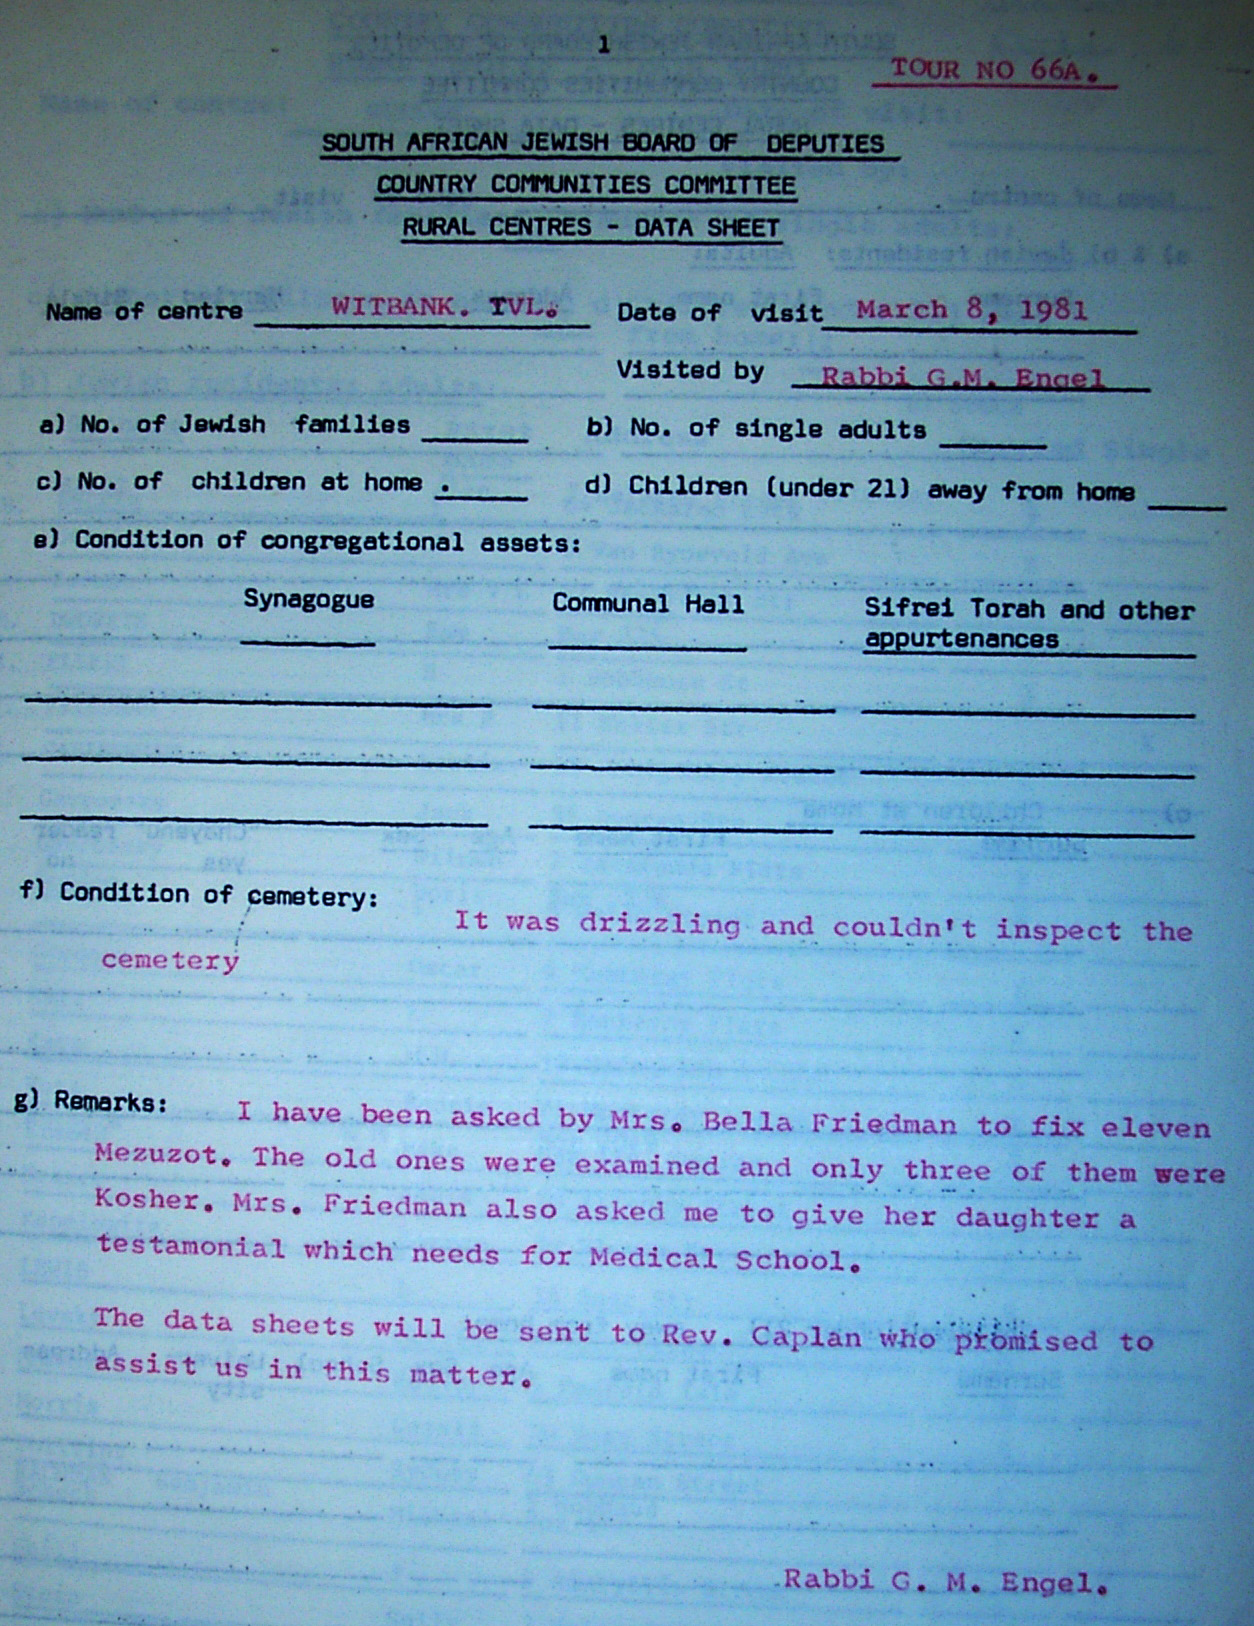 1
TOUR NO 66A.
SOUTH AFRICAN JEWISH BOARD OF DEPUTIES
COUNTRY COMMUNITIES COMMITTEE
RURAL CENTRES - DATA SHEET
Name of centre WITBANK. TVL. Date of visit March 8, 1981
Visited by Rabbi G.M. Engel
a) No. of Jewish families b) No. of single adults
c) No. of children at home d) Children (under 21) away from home
e) Condition of congregational assets:
Synagogue Communal Hall Sifrei Torah and other
appurtenances
f) Condition of cemetery: It was drizzling and couldn't inspect the
cemetery
g) Remarks: I have been asked by Mrs. Bella Friedman to fix eleven
Mezuzot. The old ones were examined and only three of them were
Kosher. Mrs. Friedman also asked me to give her daughter a
testamonial which needs for Medical School.
The data sheets will be sent to Rev. Caplan who promised to
assist us in this matter.
Rabbi G. M. Engel.